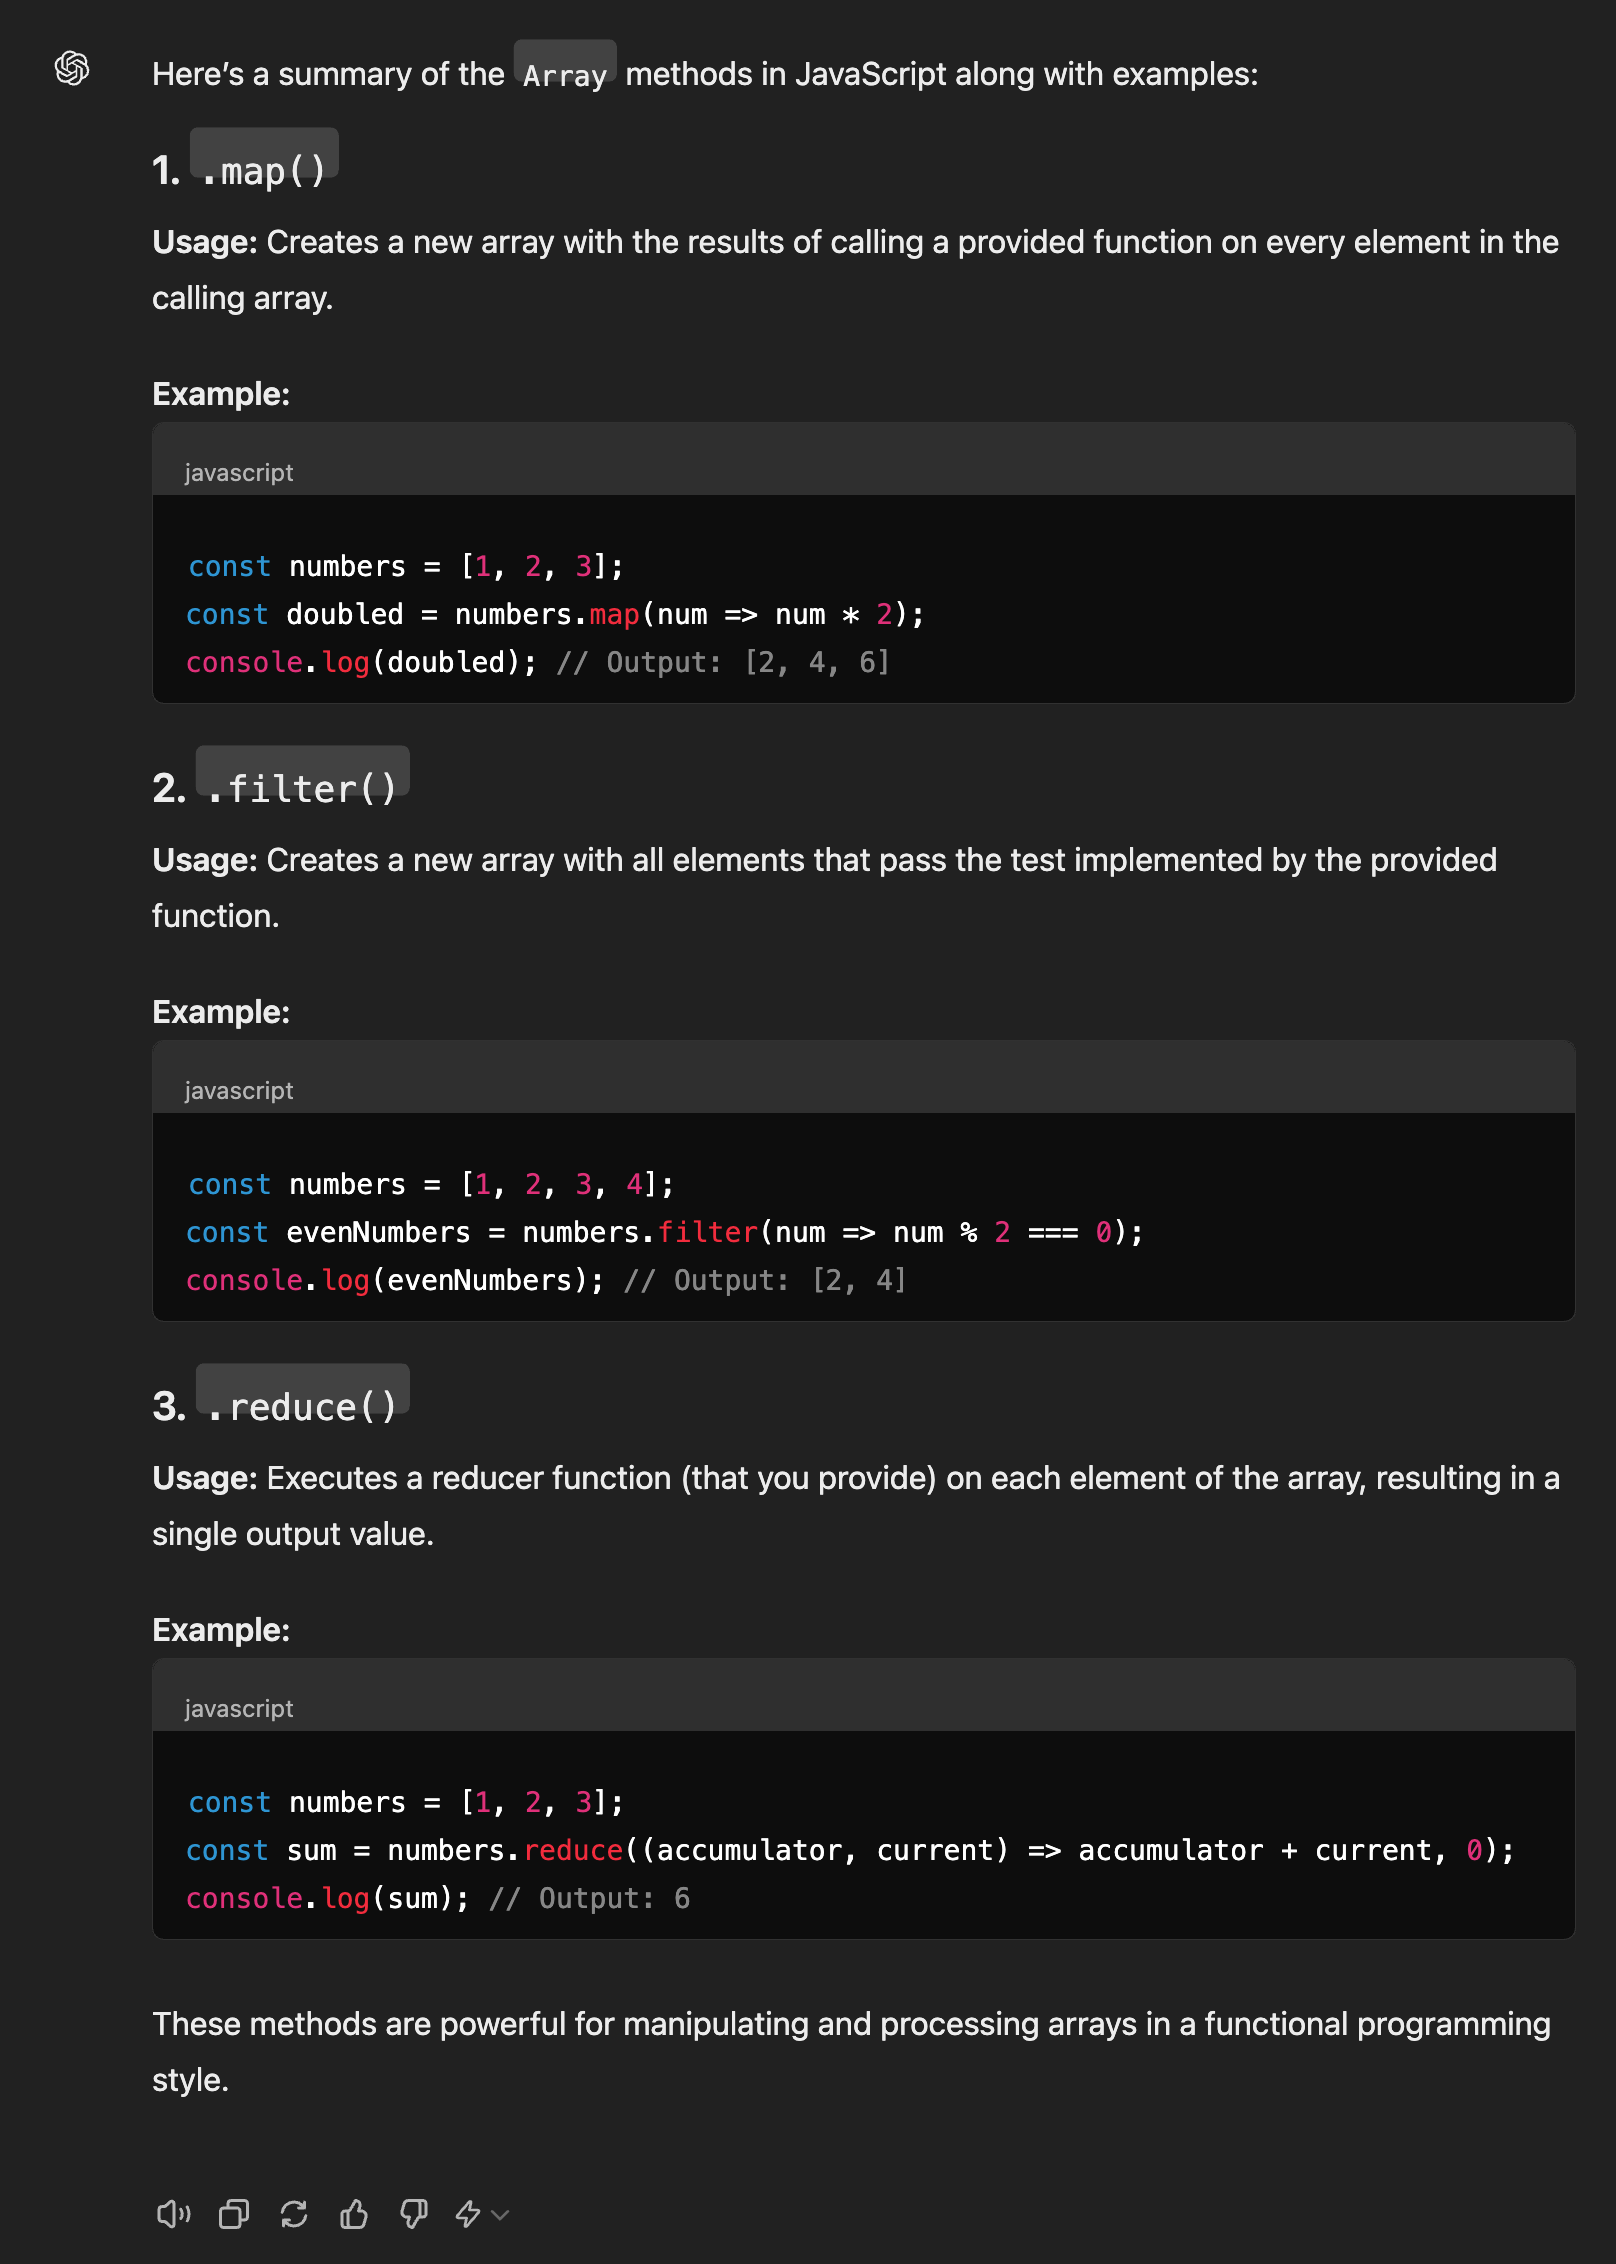 Here’s a summary of the Array methods in JavaScript along with examples:
1. .map()
Usage: Creates a new array with the results of calling a provided function on every element in the
calling array.
Example:
javascript
const numbers = [1, 2, 3];
const doubled = numbers.map(num => num * 2);
console.log(doubled); // Output: [2, 4, 6]
2. .filter()
Usage: Creates a new array with all elements that pass the test implemented by the provided
function.
Example:
javascript
const numbers = [1, 2, 3, 4];
const evenNumbers = numbers.filter(num => num % 2 === 0);
console.log(evenNumbers); // Output: [2, 4]
3. .reduce()
Usage: Executes a reducer function (that you provide) on each element of the array, resulting in a
single output value.
Example:
javascript
const numbers = [1, 2, 3];
const sum = numbers.reduce((accumulator, current) => accumulator + current, 0);
console.log(sum); // Output: 6
These methods are powerful for manipulating and processing arrays in a functional programming
style.